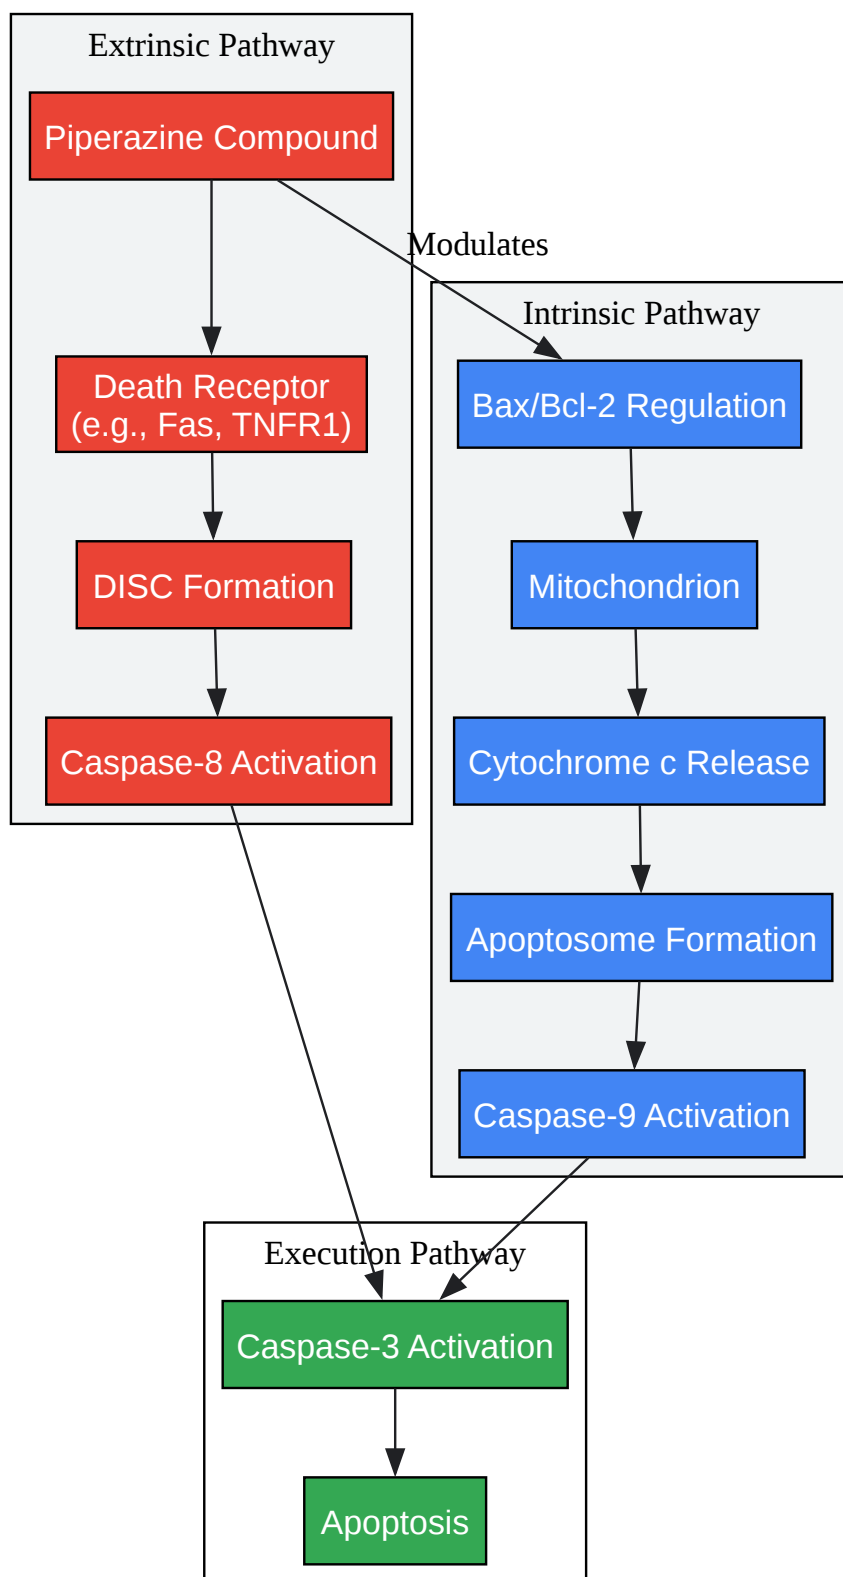 Extrinsic Pathway
Piperazine Compound
Modulates
Intrinsic Pathway
Death Receptor
(e.g., Fas, TNFR1)
Bax/Bcl-2 Regulation
DISC Formation
Mitochondrion
Caspase-8 Activation
Cytochrome c Release
Apoptosome Formation
Caspase-9 Activation
Execution Pathway
Caspase-3 Activation
Apoptosis